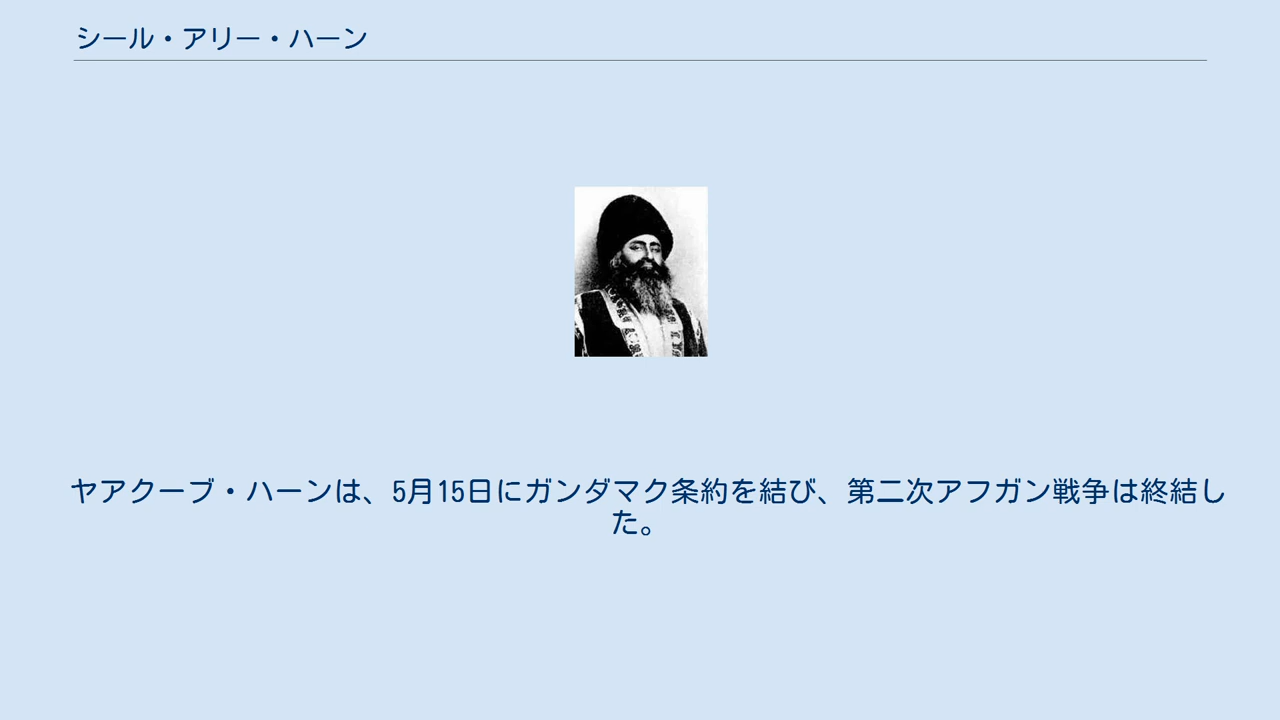 シール・アリー・ハーン
ヤアクーブ・ハーンは、5月15日にガンダマク条約を結び、第二次アフガン戦争は終結し
た。